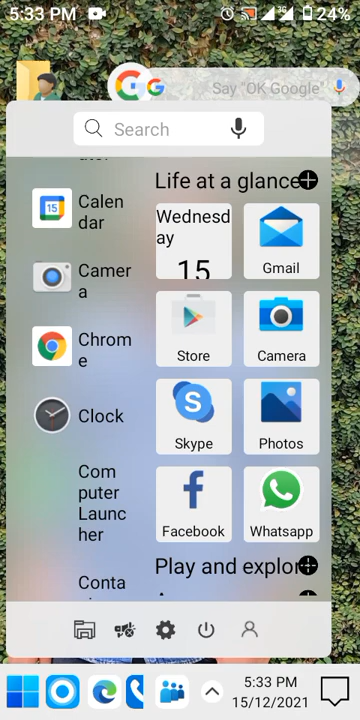 5:33 PM
3G
24%
G G Say "OK Google"
Search
Life at a glance
31
Calen
dar
Wednesd
ay
15
Gmail
Camer
a
Store
Camera
Chrom
e
Clock
S
Skype
Photos
Com
puter
Launc
her
f
Facebook
Whatsapp
Play and explor
Conta
5:33 PM
15/12/2021